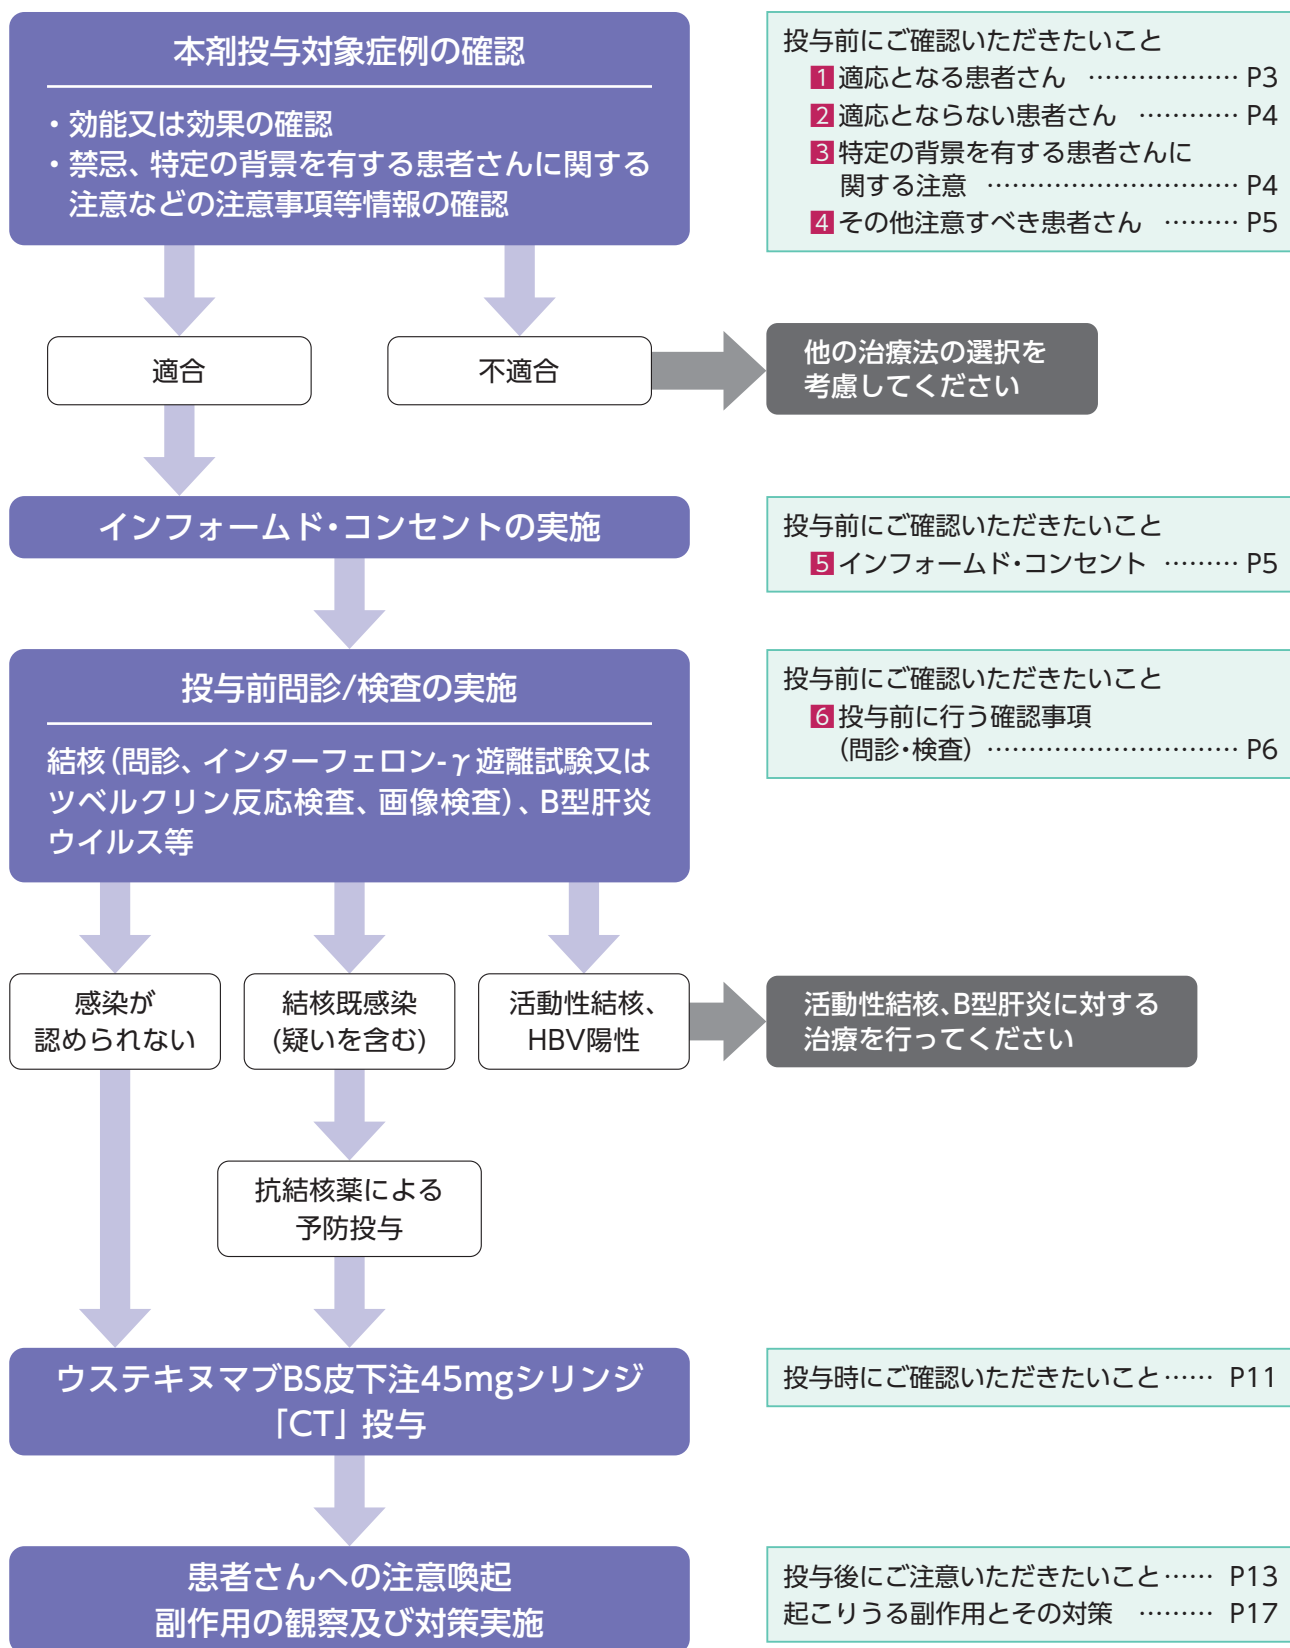 本剤投与対象症例の確認
・効能又は効果の確認
・禁忌、特定の背景を有する患者さんに関する
注意などの注意事項等情報の確認
投与前にご確認いただきたいこと
1 適応となる患者さん ……………… P3
2 適応とならない患者さん ………… P4
3 特定の背景を有する患者さんに
関する注意 ………………………… P4
4 その他注意すべき患者さん ……… P5
適合
不適合
他の治療法の選択を
考慮してください
インフォームド・コンセントの実施
投与前にご確認いただきたいこと
5 インフォームド・コンセント ……… P5
投与前問診/検査の実施
結核(問診、インターフェロン-γ遊離試験又は
ツベルクリン反応検査、画像検査)、B型肝炎
ウイルス等
投与前にご確認いただきたいこと
6 投与前に行う確認事項
(問診・検査) ………………………… P6
感染が
認められない
結核既感染
(疑いを含む)
活動性結核、
HBV陽性
活動性結核、B型肝炎に対する
治療を行ってください
抗結核薬による
予防投与
ウステキヌマブBS皮下注45mgシリンジ
「CT」投与
投与時にご確認いただきたいこと…… P11
患者さんへの注意喚起
副作用の観察及び対策実施
投与後にご注意いただきたいこと…… P13
起こりうる副作用とその対策 ……… P17